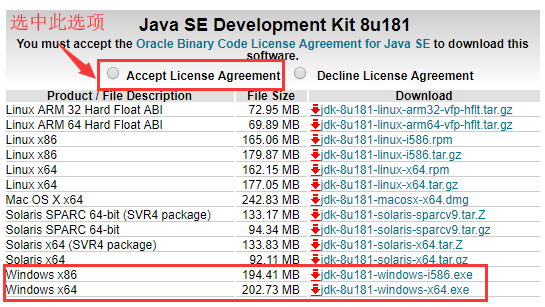 选中此选项
Java SE Development Kit 8u181
You must accept the Oracle Binary Code License Agreement for Java SE to download this
software.
Accept License Agreement Decline License Agreement
Product / File Description File Size Download
Linux ARM 32 Hard Float ABI 72.95 MB jdk-8u181-linux-arm32-vfp-hflt.tar.gz
Linux ARM 64 Hard Float ABI 69.89 MB jdk-8u181-linux-arm64-vfp-hflt.tar.gz
Linux x86 165.06 MB jdk-8u181-linux-i586.rpm
Linux x86 179.87 MB jdk-8u181-linux-i586.tar.gz
Linux x64 162.15 MB jdk-8u181-linux-x64.rpm
Linux x64 177.05 MB jdk-8u181-linux-x64.tar.gz
Mac OS X x64 242.83 MB jdk-8u181-macosx-x64.dmg
Solaris SPARC 64-bit (SVR4 package) 133.17 MB jdk-8u181-solaris-sparcv9.tar.Z
Solaris SPARC 64-bit 94.34 MB jdk-8u181-solaris-sparcv9.tar.gz
Solaris x64 (SVR4 package) 133.83 MB jdk-8u181-solaris-x64.tar.Z
Solaris x64 92.11 MB jdk-8u181-solaris-x64.tar.gz
Windows x86 194.41 MB jdk-8u181-windows-i586.exe
Windows x64 202.73 MB jdk-8u181-windows-x64.exe